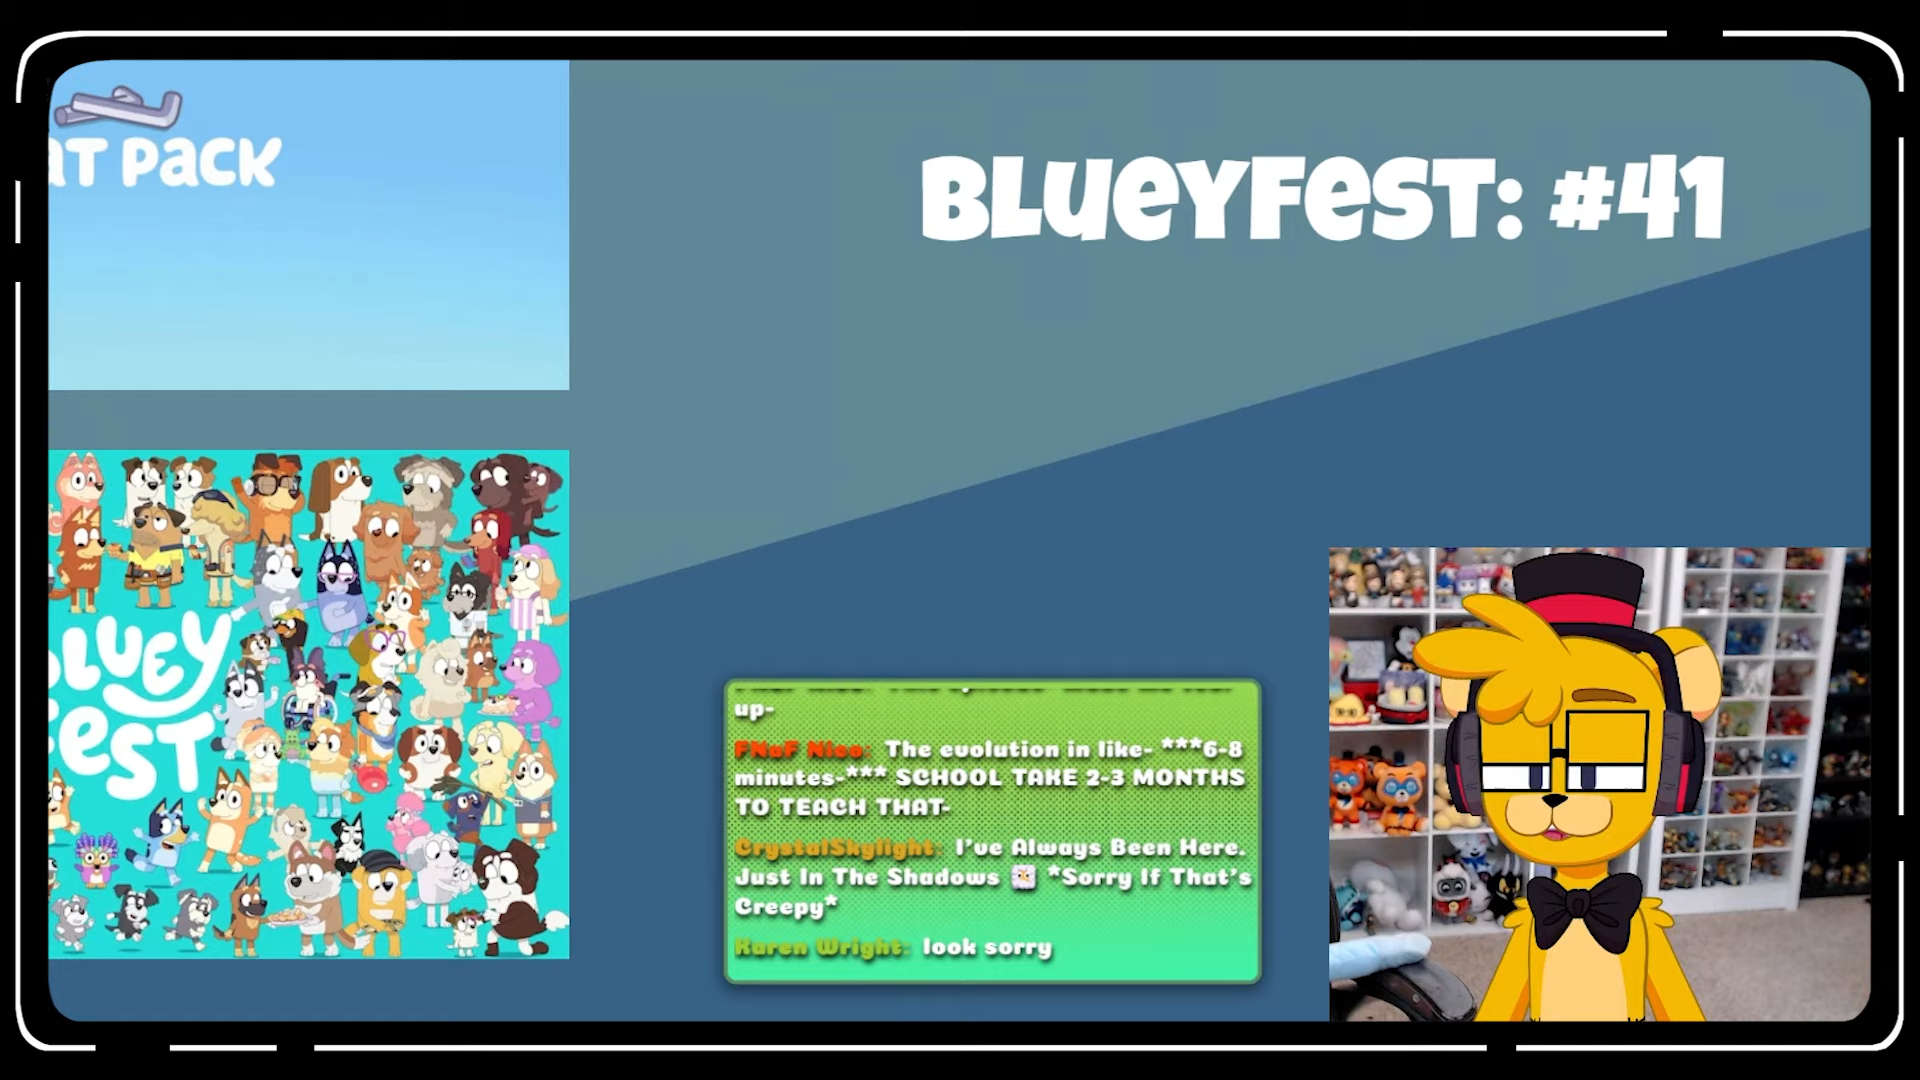 AT PACK
BLUEYFEST: #41
BLUEY
FEST
up-
FNaF Nico: The evolution in like- ***6-8
minutes-*** SCHOOL TAKE 2-3 MONTHS
TO TEACH THAT-
CrystalSkylight: I've Always Been Here.
Just In The Shadows *Sorry If That's
Creepy*
Karen Wright: look sorry